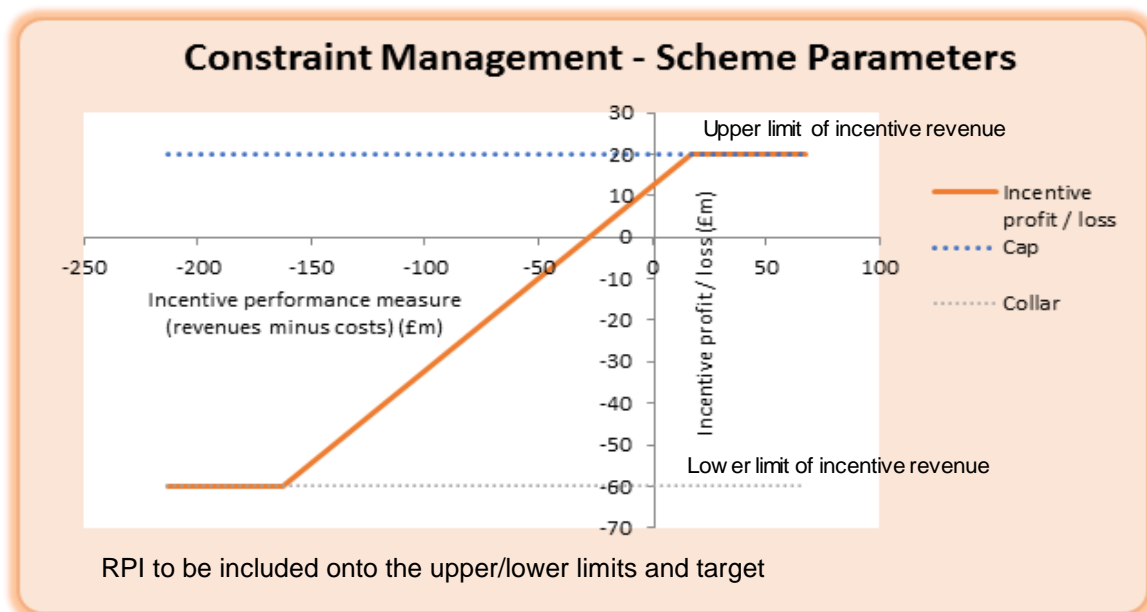 Constraint Management - Scheme Parameters
30
Upper limit of incentive revenue
20
10
0
-250
-200
-150
-100
-50
0
50
100
-10
-20
-30
-40
-50
-60
-70
Incentive performance measure
(revenues minus costs) (£m)
Incentive profit / loss (£m)
Lower limit of incentive revenue
Incentive
profit / loss
Cap
Collar
RPI to be included onto the upper/lower limits and target